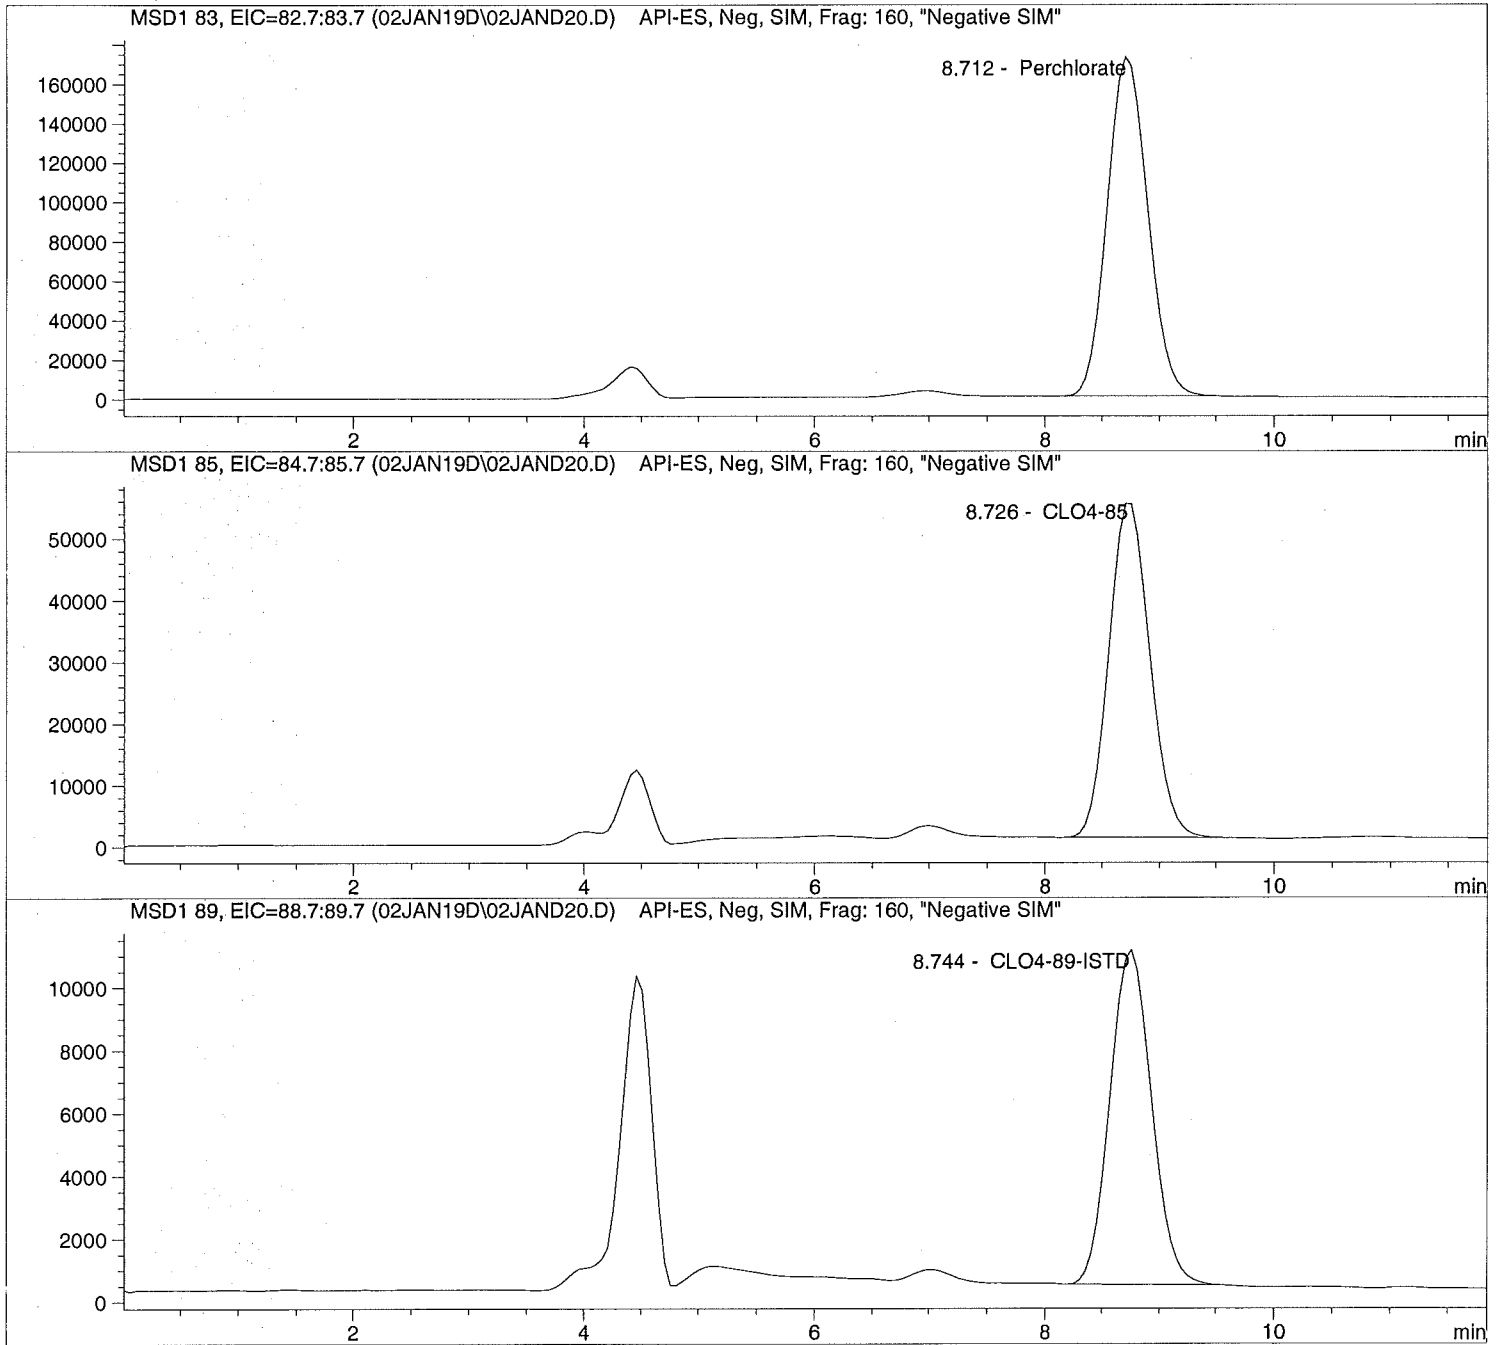 MSD1 83, EIC=82.7:83.7 (02JAN19D\02JAND20.D) API-ES, Neg, SIM, Frag: 160, "Negative SIM"
8.712 - Perchlorate
160000
140000
120000
100000
80000
60000
40000
20000
0
2 4 6 8 10 min
MSD1 85, EIC=84.7:85.7 (02JAN19D\02JAND20.D) API-ES, Neg, SIM, Frag: 160, "Negative SIM"
8.726 - CLO4-85
50000
40000
30000
20000
10000
0
2 4 6 8 10 min
MSD1 89, EIC=88.7:89.7 (02JAN19D\02JAND20.D) API-ES, Neg, SIM, Frag: 160, "Negative SIM"
8.744 - CLO4-89-ISTD
10000
8000
6000
4000
2000
0
2 4 6 8 10 min